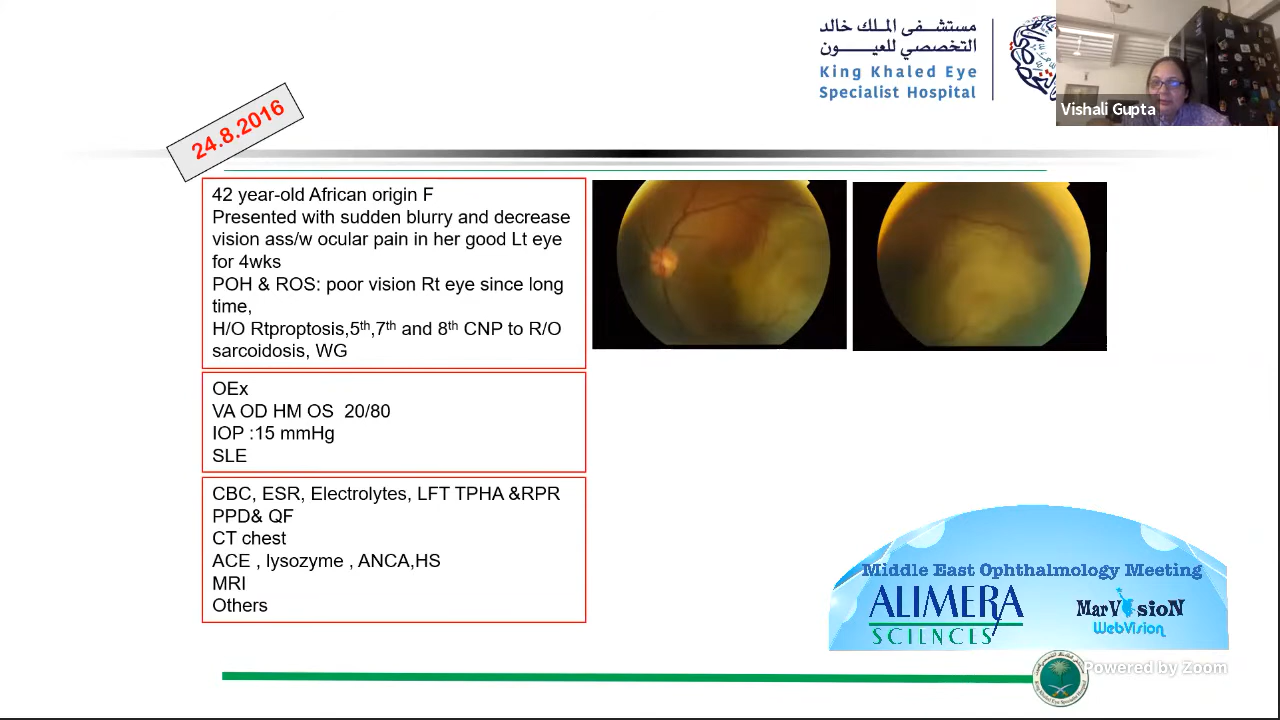 مستشفى الملك خالد
التخصصي للعيون
King Khaled Eye
Specialist Hospital
Vishali Gupta
24.8.2016
42 year-old African origin F
Presented with sudden blurry and decrease
vision ass/w ocular pain in her good Lt eye
for 4wks
POH & ROS: poor vision Rt eye since long
time,
H/O Rtproptosis,5th,7th and 8th CNP to R/O
sarcoidosis, WG
OEx
VA OD HM OS 20/80
IOP :15 mmHg
SLE
CBC, ESR, Electrolytes, LFT TPHA &RPR
PPD& QF
CT chest
ACE , lysozyme , ANCA,HS
MRI
Others
Middle East Ophthalmology Meeting
ALIMERA
SCIENCES
MarVisioN
WebVision
Powered by Zoom